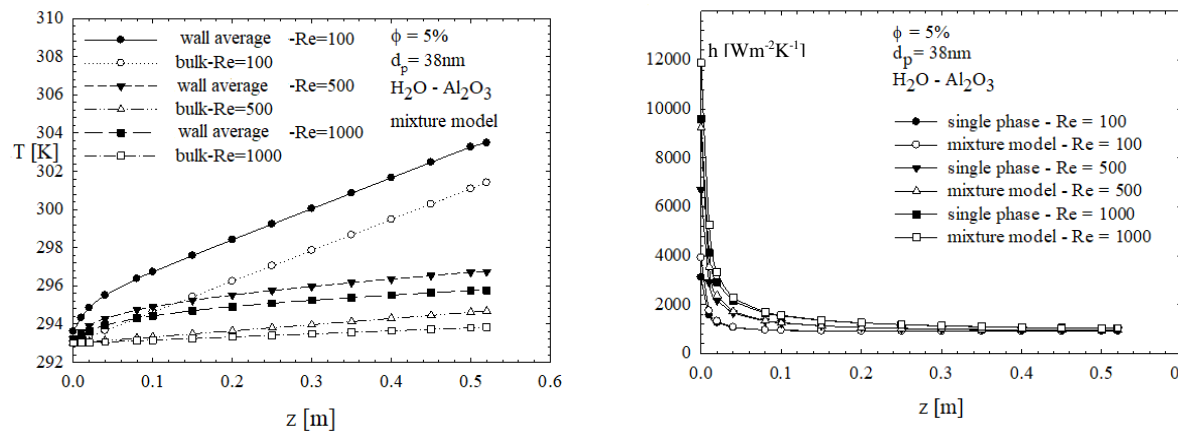 310
308
306
304
302
300
298
296
294
292
T [K]
wall average -Re=100
bulk-Re=100
wall average -Re=500
bulk-Re=500
wall average -Re=1000
bulk-Re=1000
ϕ = 5%
dp = 38nm
H2O - Al2O3
mixture model
0.0 0.1 0.2 0.3 0.4 0.5 0.6
z [m]
12000
10000
8000
6000
4000
2000
0
h [Wm-2K-1]
ϕ = 5%
dp = 38nm
H2O - Al2O3
single phase - Re = 100
mixture model - Re = 100
single phase - Re = 500
mixture model - Re = 500
single phase - Re = 1000
mixture model - Re = 1000
0.0 0.1 0.2 0.3 0.4 0.5
z [m]